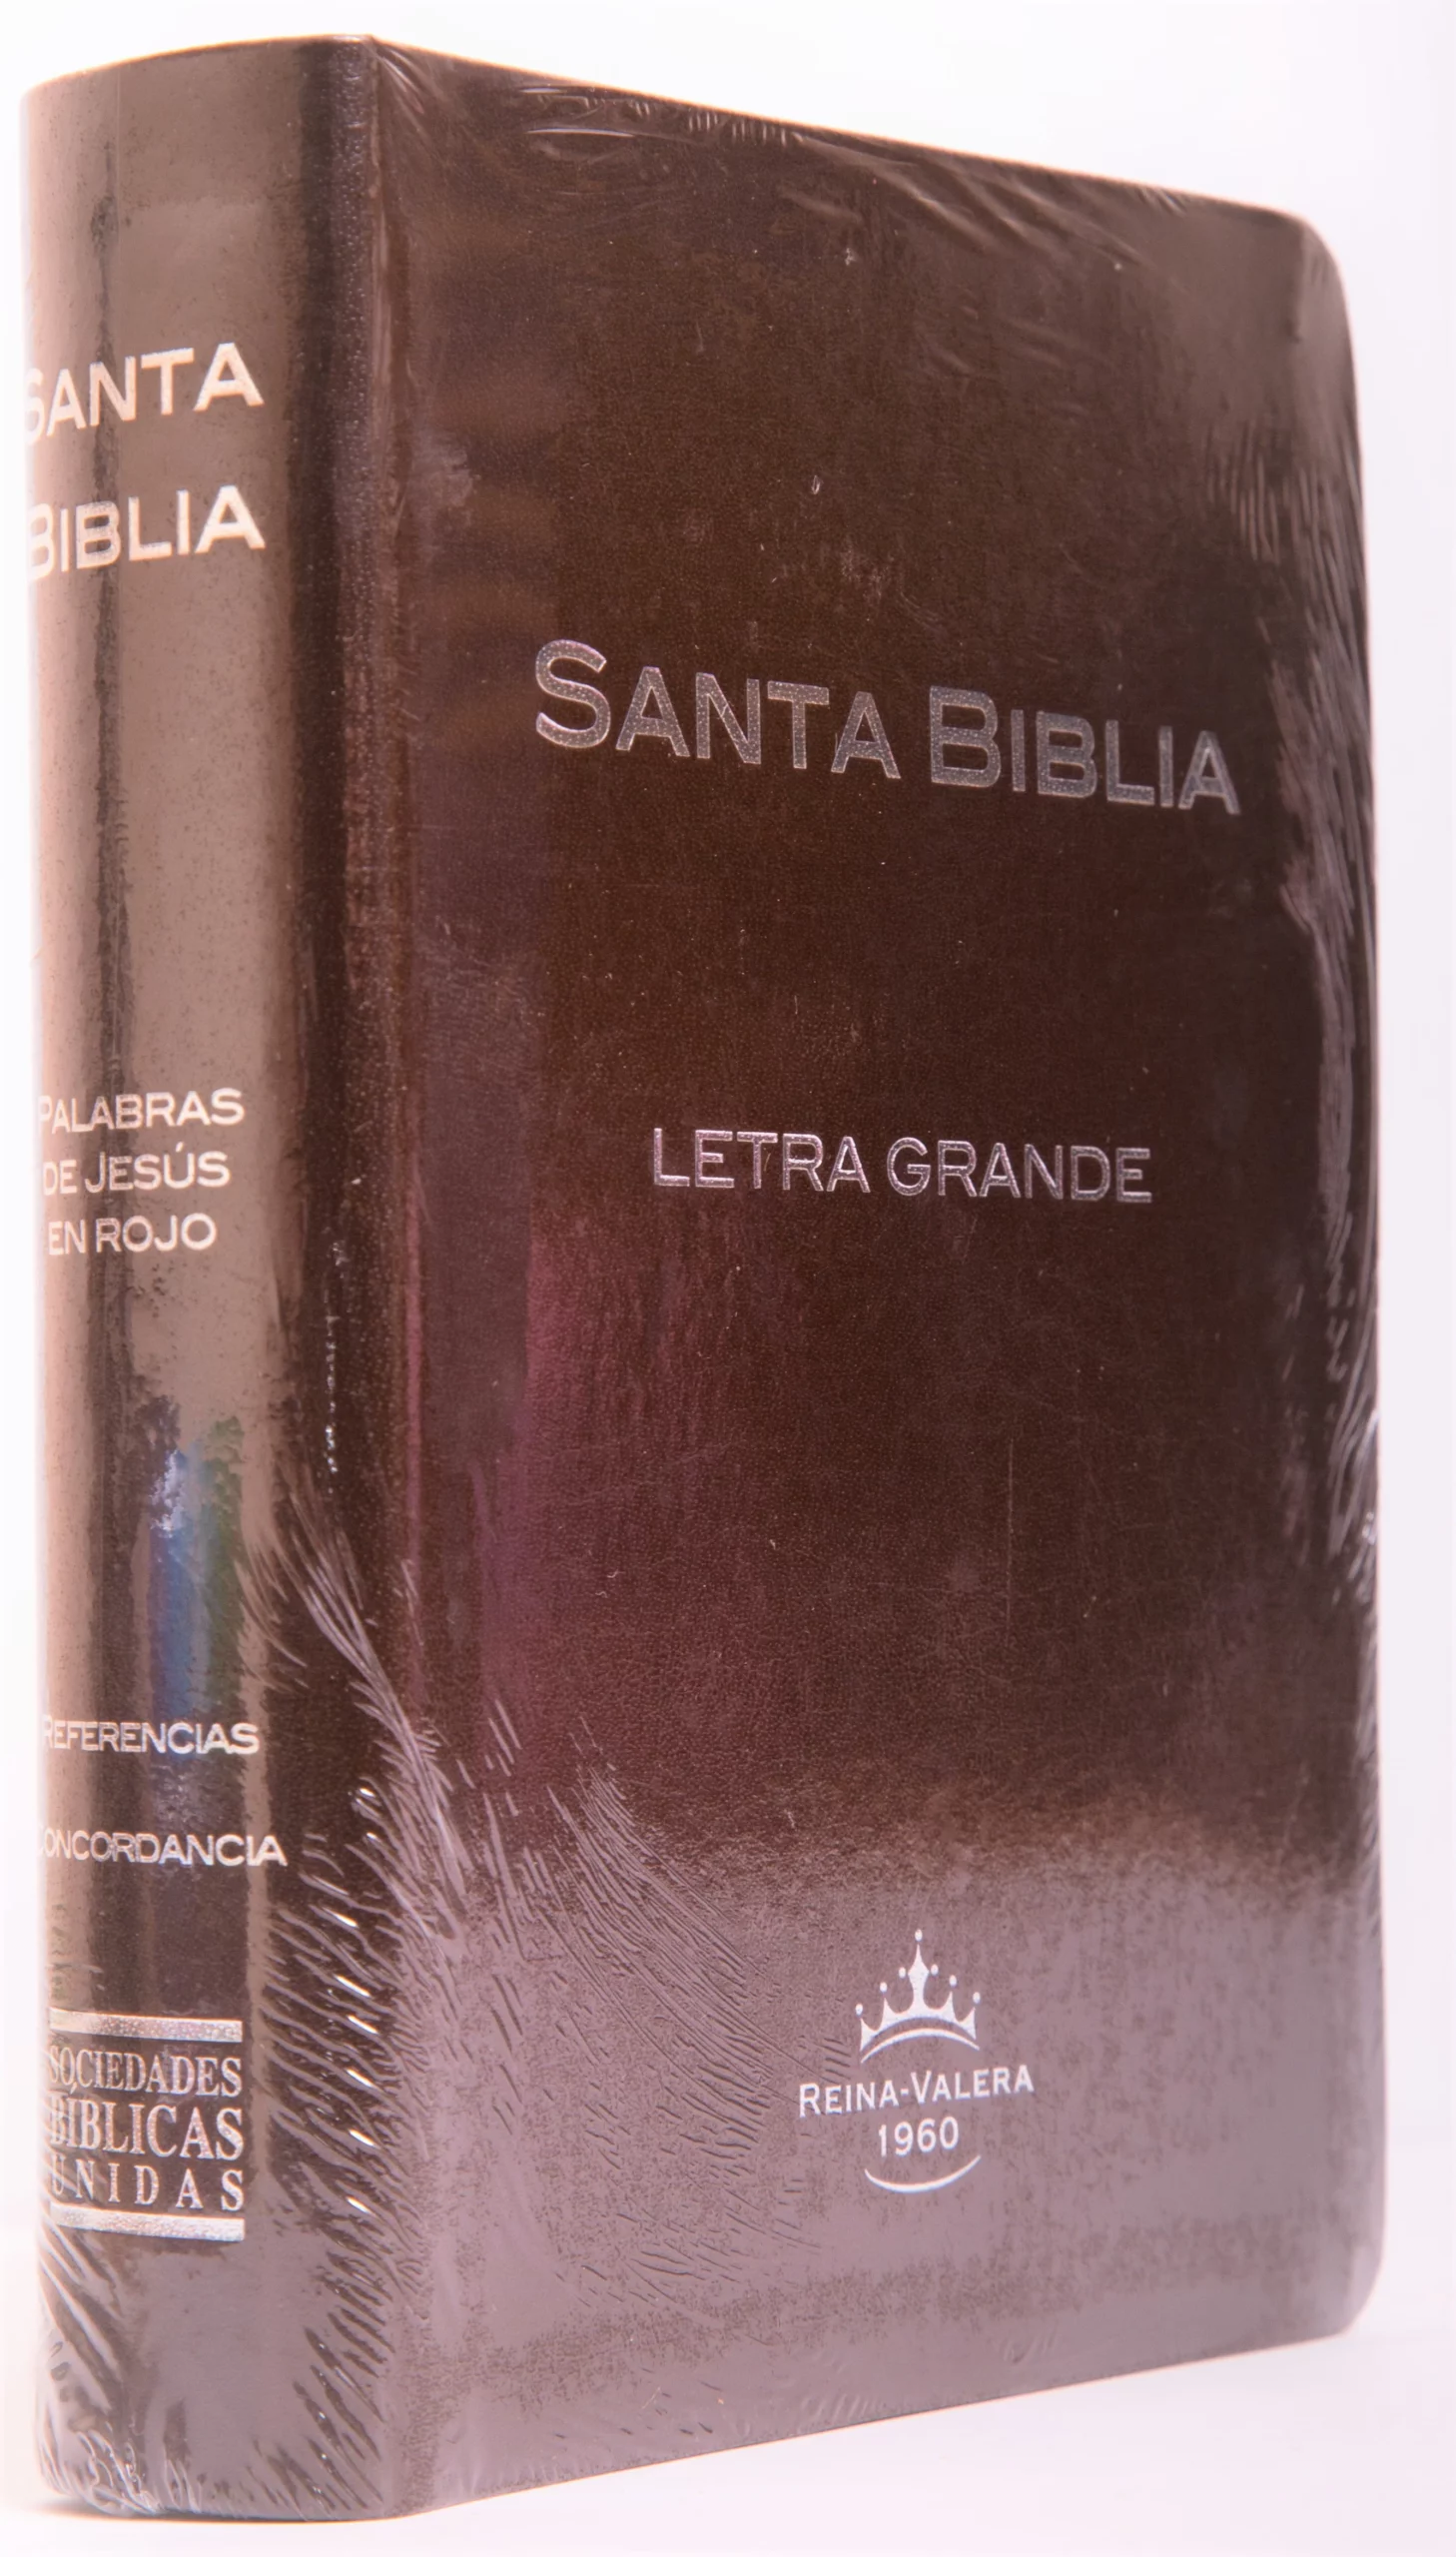 SANTA
BIBLIA
PALABRAS
DE JESÚS
EN ROJO
REFERENCIAS
CONCORDANCIA
SOCIEDADES
BÍBLICAS
UNIDAS
SANTA BIBLIA
LETRA GRANDE
REINA-VALERA
1960